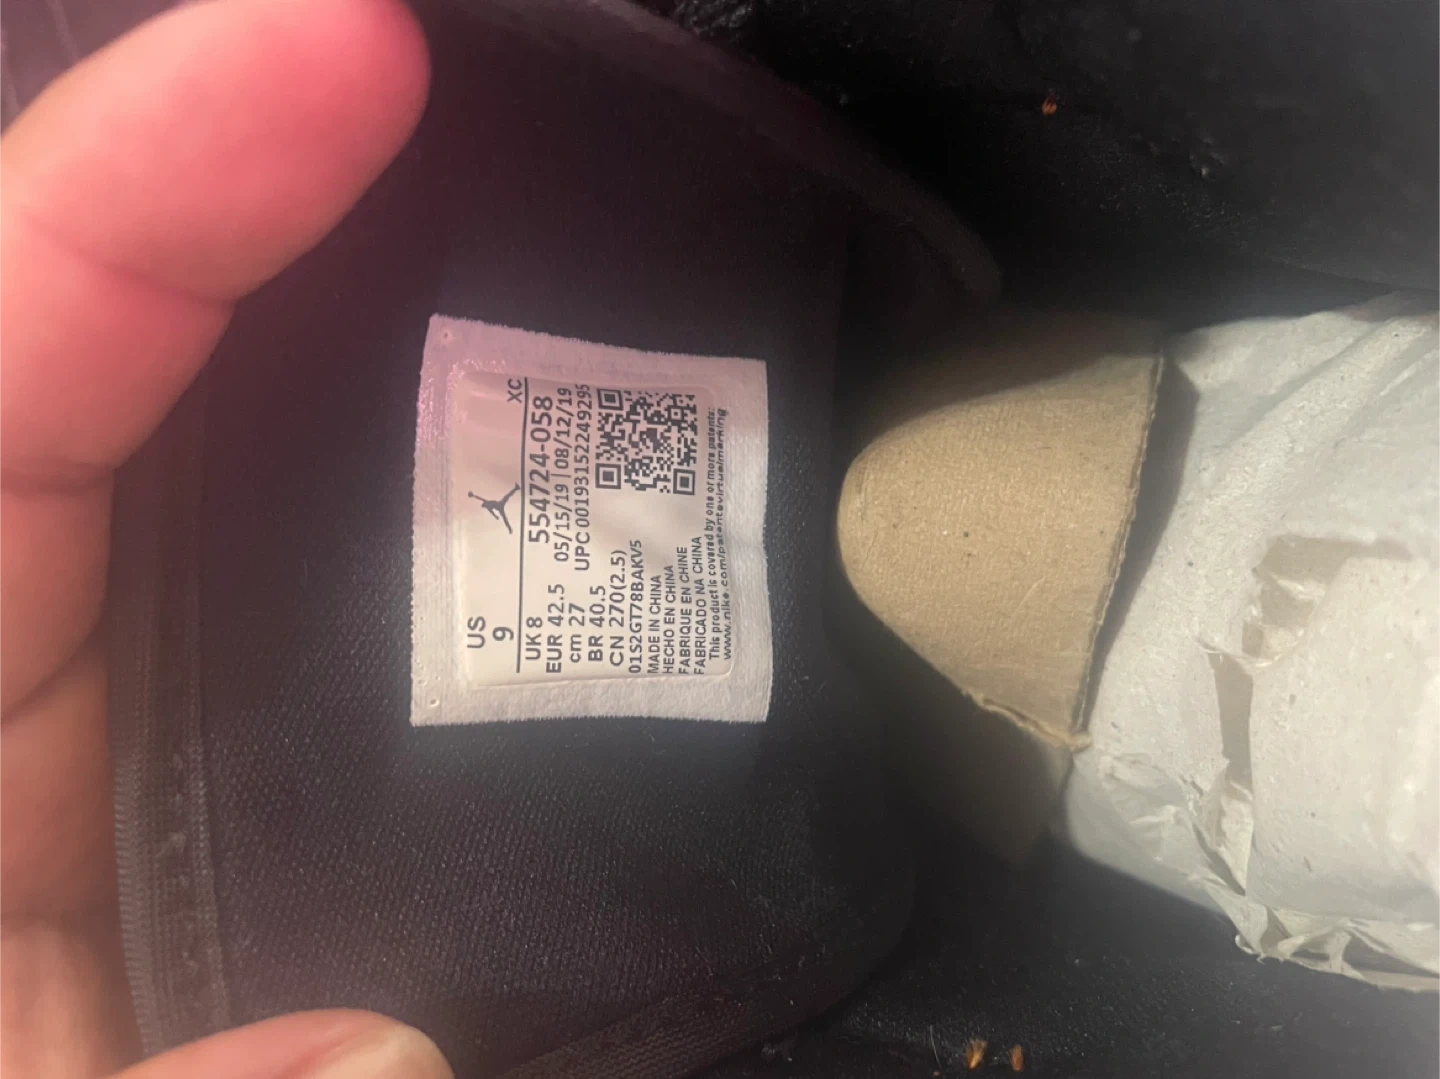 US
9
XC
UK 8
EUR 42.5
cm 27
BR 40.5
CN 270(2.5)
554724-058
05/15/19 | 08/12/19
UPC 00193152249295
01S2GT78BAKV5
MADE IN CHINA
HECHO EN CHINA
FABRIQUE EN CHINE
FABRICADO NA CHINA
This product is covered by one or more patents:
www.nike.com/patentsvirtualmarking